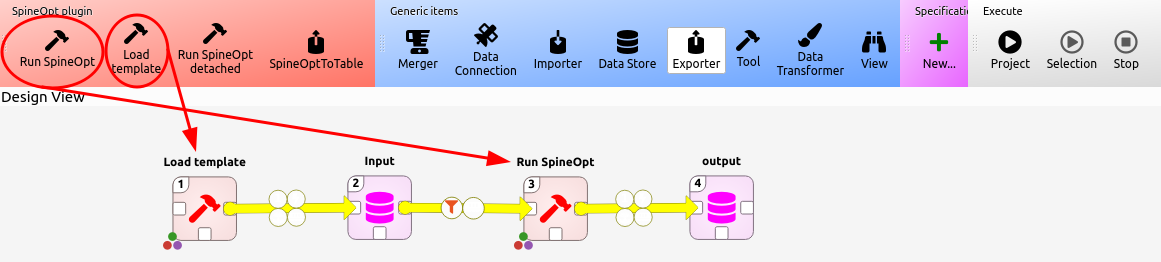 SpineOpt plugin
Generic items
Specificatio
Execute
Run SpineOpt
Load
template
Run SpineOpt
detached
SpineOptToTable
Merger
Data
Connection
Importer
Data Store
Exporter
Tool
Data
Transformer
View
New...
Project
Selection
Stop
Design View
Load template
Input
Run SpineOpt
output
1
2
3
4